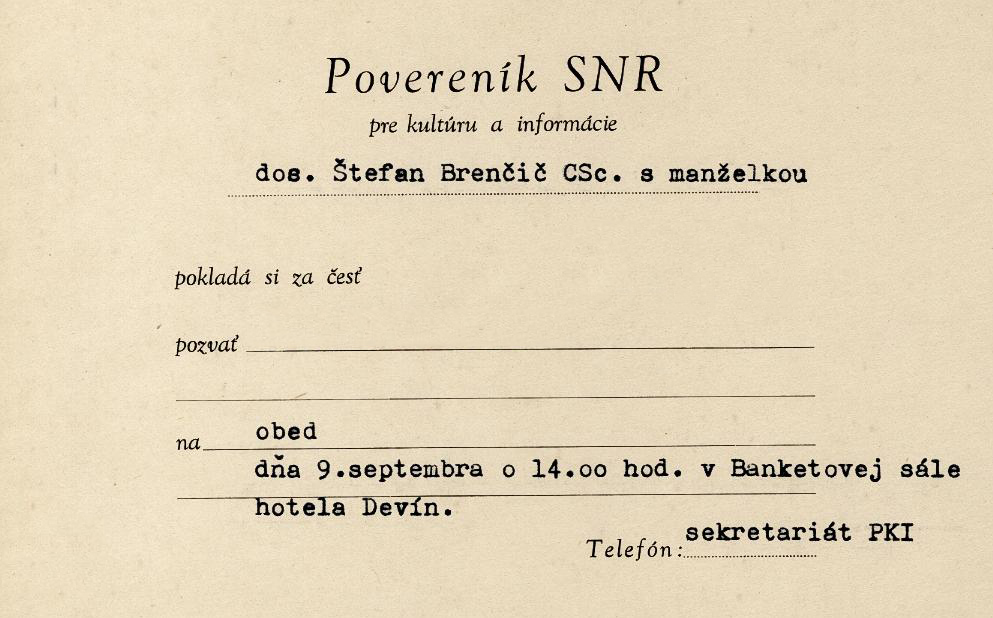 Povereník SNR
pre kultúru a informácie
dos. Štefan Brenčič CSc. s manželkou
pokladá si za česť
pozvať
na obed
dňa 9.septembra o 14.oo hod. v Banketovej sále
hotela Devín.
Telefón: sekretariát PKI